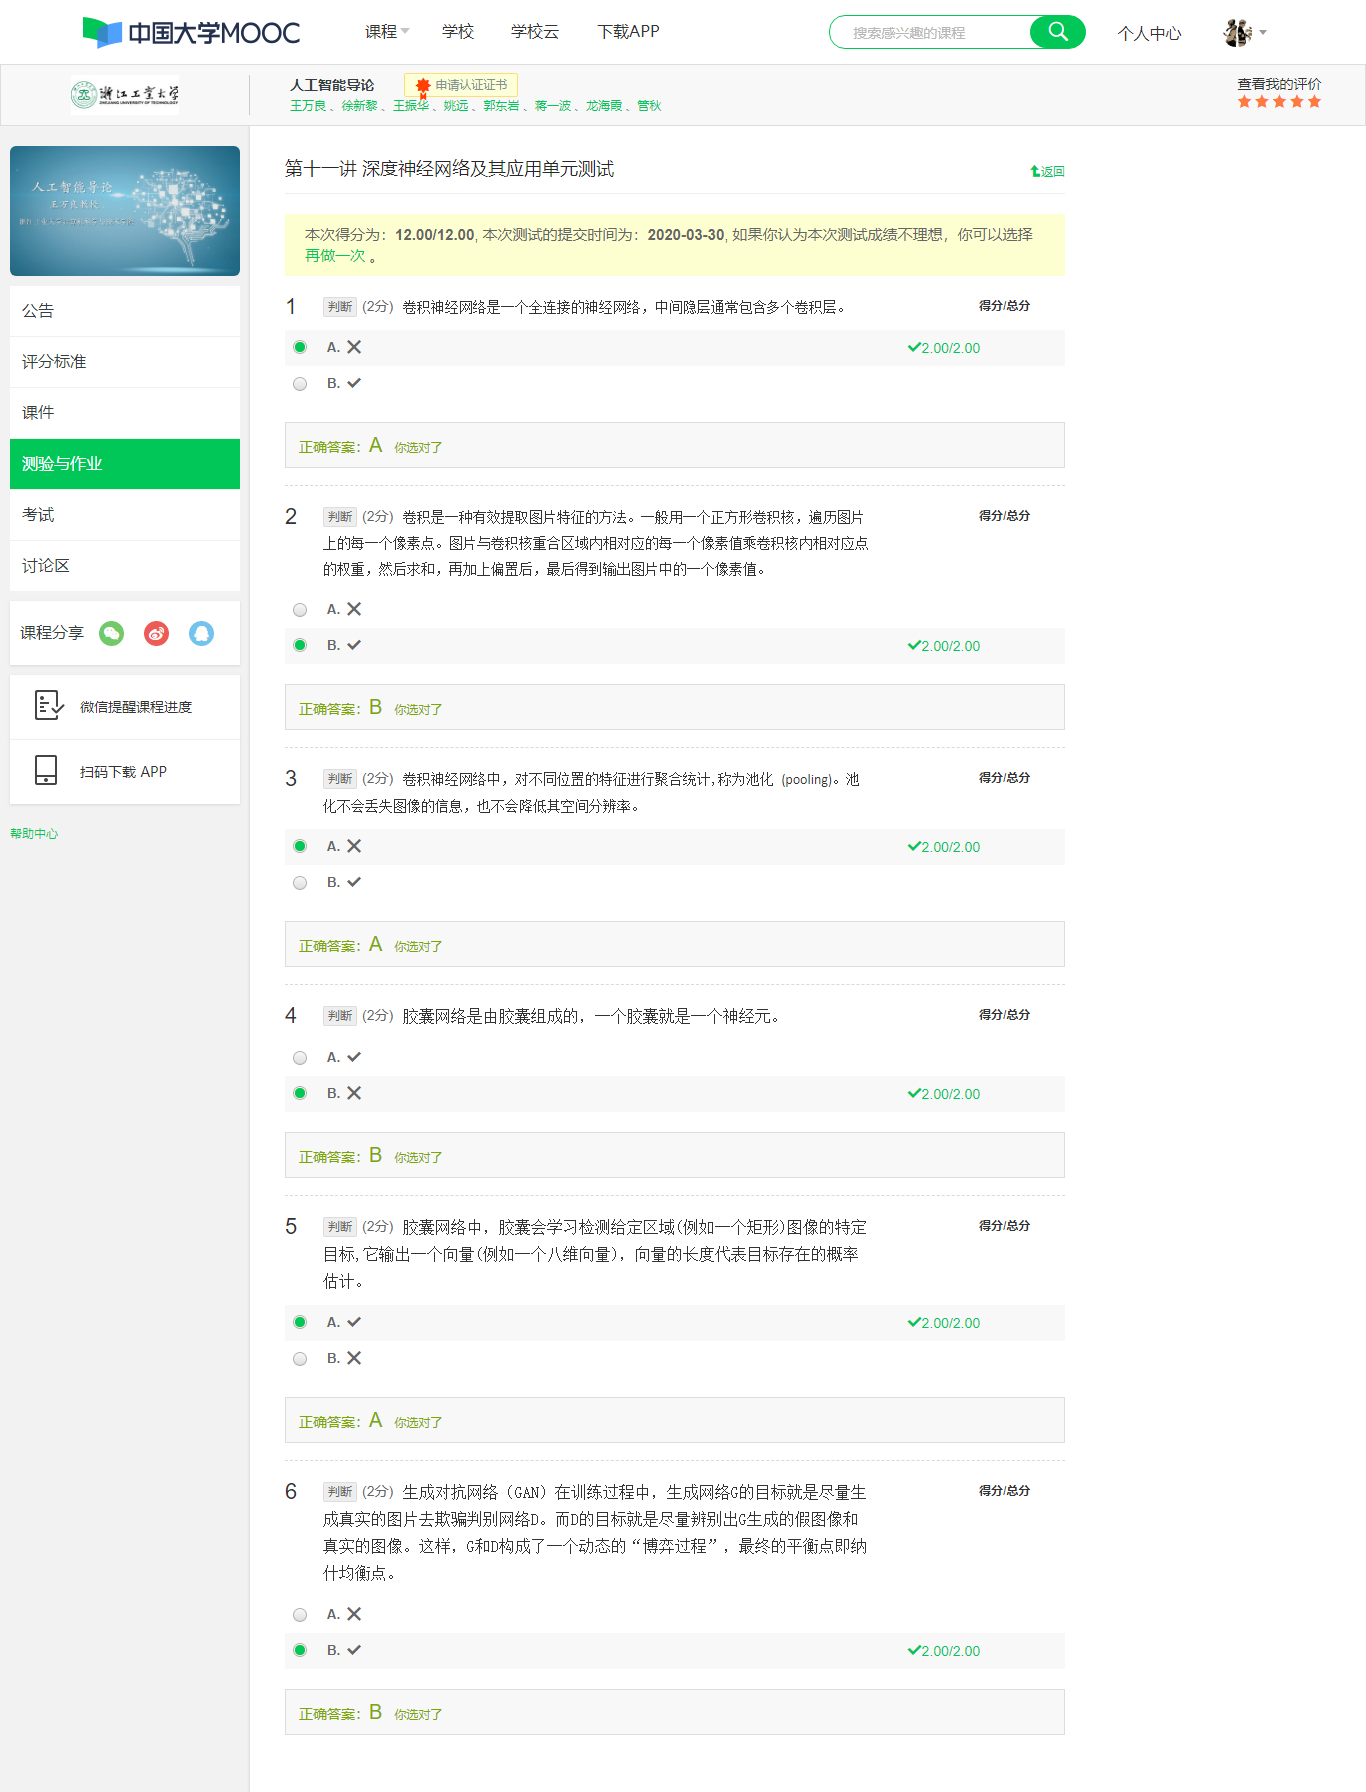 中国大学MOOC
课程
学校
学校云
下载APP
搜索感兴趣的课程
个人中心
浙江工业大学
ZHEJIANG UNIVERSITY OF TECHNOLOGY
人工智能导论
申请认证证书
王万良 、徐新黎 、王振华 、姚远 、郭东岩 、蒋一波 、龙海霞 、管秋
查看我的评价
人工智能导论
王万良教授
公告
评分标准
课件
测验与作业
考试
讨论区
课程分享
微信提醒课程进度
扫码下载 APP
帮助中心
第十一讲 深度神经网络及其应用单元测试
返回
本次得分为：12.00/12.00, 本次测试的提交时间为：2020-03-30, 如果你认为本次测试成绩不理想，你可以选择
再做一次 。
1 判断 (2分) 卷积神经网络是一个全连接的神经网络，中间隐层通常包含多个卷积层。
得分/总分
A.
2.00/2.00
B.
正确答案：A 你选对了
2 判断 (2分) 卷积是一种有效提取图片特征的方法。一般用一个正方形卷积核，遍历图片
得分/总分
上的每一个像素点。图片与卷积核重合区域内相对应的每一个像素值乘卷积核内相对应点
的权重，然后求和，再加上偏置后，最后得到输出图片中的一个像素值。
A.
B.
2.00/2.00
正确答案：B 你选对了
3 判断 (2分) 卷积神经网络中，对不同位置的特征进行聚合统计,称为池化 (pooling)。池
得分/总分
化不会丢失图像的信息，也不会降低其空间分辨率。
A.
2.00/2.00
B.
正确答案：A 你选对了
4 判断 (2分) 胶囊网络是由胶囊组成的，一个胶囊就是一个神经元。
得分/总分
A.
B.
2.00/2.00
正确答案：B 你选对了
5 判断 (2分) 胶囊网络中，胶囊会学习检测给定区域(例如一个矩形)图像的特定
得分/总分
目标,它输出一个向量(例如一个八维向量)，向量的长度代表目标存在的概率
估计。
A.
2.00/2.00
B.
正确答案：A 你选对了
6 判断 (2分) 生成对抗网络（GAN）在训练过程中，生成网络G的目标就是尽量生
得分/总分
成真实的图片去欺骗判别网络D。而D的目标就是尽量辨别出G生成的假图像和
真实的图像。这样，G和D构成了一个动态的“博弈过程”，最终的平衡点即纳
什均衡点。
A.
B.
2.00/2.00
正确答案：B 你选对了